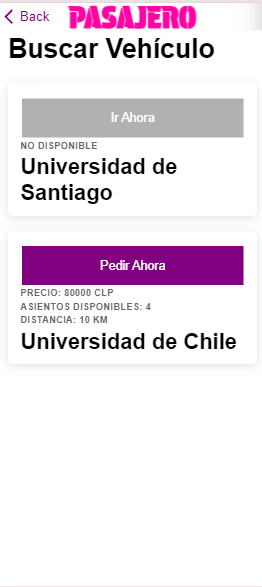 Back
PASAJERO
Buscar Vehículo
Ir Ahora
NO DISPONIBLE
Universidad de
Santiago
Pedir Ahora
PRECIO: 80000 CLP
ASIENTOS DISPONIBLES: 4
DISTANCIA: 10 KM
Universidad de Chile